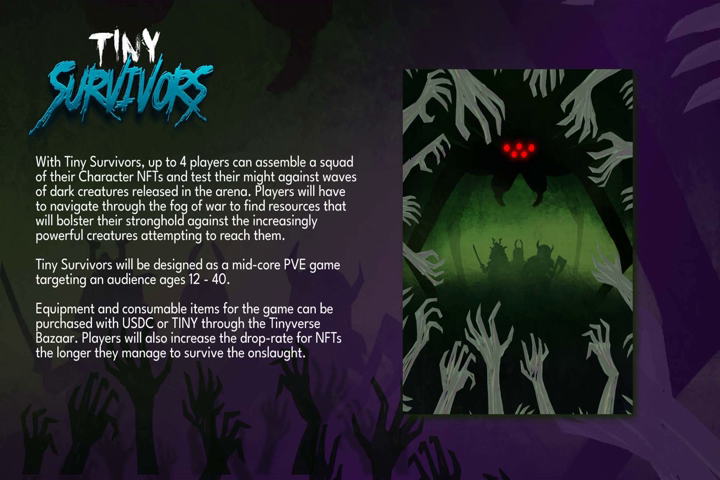 TINY
SURVIVORS
With Tiny Survivors, up to 4 players can assemble a squad
of their Character NFTs and test their might against waves
of dark creatures released in the arena. Players will have
to navigate through the fog of war to find resources that
will bolster their stronghold against the increasingly
powerful creatures attempting to reach them.
Tiny Survivors will be designed as a mid-core PVE game
targeting an audience ages 12 - 40.
Equipment and consumable items for the game can be
purchased with USDC or TINY through the Tinyverse
Bazaar. Players will also increase the drop-rate for NFTs
the longer they manage to survive the onslaught.